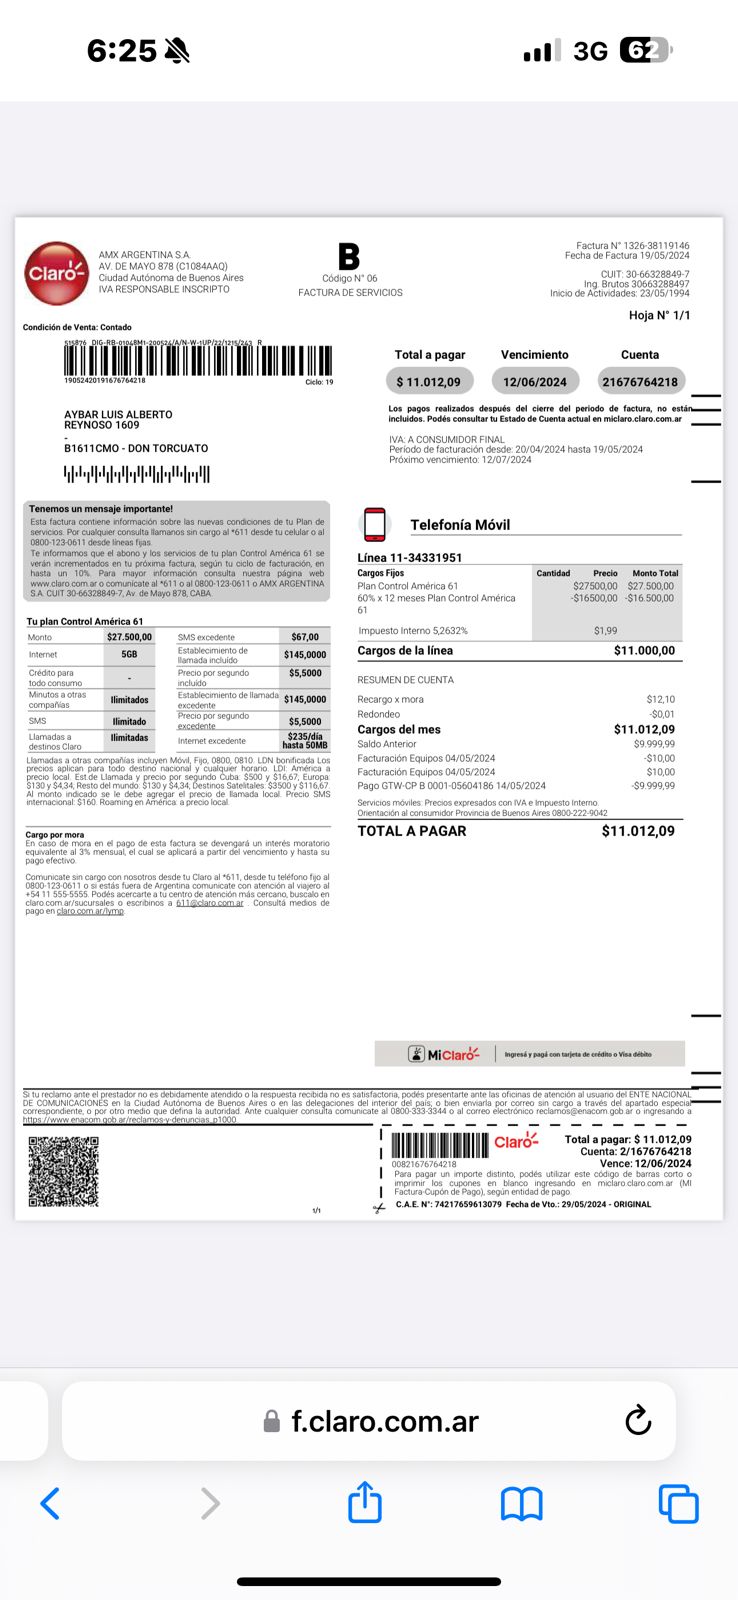 6:25
3G
62
Claro
AMX ARGENTINA S.A.
AV. DE MAYO 878 (C1084AAQ)
Ciudad Autónoma de Buenos Aires
IVA RESPONSABLE INSCRIPTO
B
Código N° 06
FACTURA DE SERVICIOS
Factura N° 1326-38119146
Fecha de Factura 19/05/2024
CUIT: 30-66328849-7
Ing. Brutos 30663288497
Inicio de Actividades: 23/05/1994
Hoja N° 1/1
Condición de Venta: Contado
515876 DIG-RB-01048M1-200524/A/N-W-1UP/22/1215/243 R
19052420191676764218
Ciclo: 19
AYBAR LUIS ALBERTO
REYNOSO 1609
-
B1611CMO - DON TORCUATO
Total a pagar Vencimiento Cuenta
$ 11.012,09 12/06/2024 21676764218
Los pagos realizados después del cierre del periodo de factura, no están
incluidos. Podés consultar tu Estado de Cuenta actual en miclaro.claro.com.ar
IVA: A CONSUMIDOR FINAL
Período de facturación desde: 20/04/2024 hasta 19/05/2024
Próximo vencimiento: 12/07/2024
Tenemos un mensaje importante!
Esta factura contiene información sobre las nuevas condiciones de tu Plan de
servicios. Por cualquier consulta llamanos sin cargo al *611 desde tu celular o al
0800-123-0611 desde líneas fijas.
Te informamos que el abono y los servicios de tu plan Control América 61 se
verán incrementados en tu próxima factura, según tu ciclo de facturación, en
hasta un 10%. Para mayor información consulta nuestra página web
www.claro.com.ar o comunícate al *611 o al 0800-123-0611 o AMX ARGENTINA
S.A. CUIT 30-66328849-7, Av. de Mayo 878, CABA.
Tu plan Control América 61
Monto $27.500,00
Internet 5GB
Crédito para
todo consumo -
Minutos a otras
compañías Ilimitados
SMS Ilimitado
Llamadas a
destinos Claro Ilimitadas
SMS excedente $67,00
Establecimiento de
llamada incluído $145,0000
Precio por segundo
incluído $5,5000
Establecimiento de llamada
excedente $145,0000
Precio por segundo
excedente $5,5000
Internet excedente $235/día
hasta 50MB
Llamadas a otras compañías incluyen Móvil, Fijo, 0800, 0810. LDN bonificada Los
precios aplican para todo destino nacional y cualquier horario. LDI: América a
precio local. Est.de Llamada y precio por segundo Cuba: $500 y $16,67; Europa:
$130 y $4,34; Resto del mundo: $130 y $4,34; Destinos Satelitales: $3500 y $116,67.
Al monto indicado se le debe agregar el precio de llamada local. Precio SMS
internacional: $160. Roaming en América: a precio local.
Cargo por mora
En caso de mora en el pago de esta factura se devengará un interés moratorio
equivalente al 3% mensual, el cual se aplicará a partir del vencimiento y hasta su
pago efectivo.
Comunicate sin cargo con nosotros desde tu Claro al *611, desde tu teléfono fijo al
0800-123-0611 o si estás fuera de Argentina comunicate con atención al viajero al
+54 11 555-5555. Podés acercarte a tu centro de atención más cercano, buscalo en
claro.com.ar/sucursales o escribinos a 611@claro.com.ar . Consultá medios de
pago en claro.com.ar/lymp.
Telefonía Móvil
Línea 11-34331951
Cargos Fijos Cantidad Precio Monto Total
Plan Control América 61 $27500,00 $27.500,00
60% x 12 meses Plan Control América -$16500,00 -$16.500,00
61
Impuesto Interno 5,2632% $1,99
Cargos de la línea $11.000,00
RESUMEN DE CUENTA
Recargo x mora $12,10
Redondeo -$0,01
Cargos del mes $11.012,09
Saldo Anterior $9.999,99
Facturación Equipos 04/05/2024 -$10,00
Facturación Equipos 04/05/2024 $10,00
Pago GTW-CP B 0001-05604186 14/05/2024 -$9.999,99
Servicios móviles: Precios expresados con IVA e Impuesto Interno.
Orientación al consumidor Provincia de Buenos Aires 0800-222-9042
TOTAL A PAGAR $11.012,09
MiClaro Ingresá y pagá con tarjeta de crédito o Visa débito
Si tu reclamo ante el prestador no es debidamente atendido o la respuesta recibida no es satisfactoria, podés presentarte ante las oficinas de atención al usuario del ENTE NACIONAL
DE COMUNICACIONES en la Ciudad Autónoma de Buenos Aires o en las delegaciones del interior del país; o bien enviarla por correo sin cargo a través del apartado especial
correspondiente, o por otro medio que defina la autoridad. Ante cualquier consulta comunicate al 0800-333-3344 o al correo electrónico reclamos@enacom.gob.ar o ingresando a
https://www.enacom.gob.ar/reclamos-y-denuncias_p1000.
1/1
Claro
00821676764218
Total a pagar: $ 11.012,09
Cuenta: 2/1676764218
Vence: 12/06/2024
Para pagar un importe distinto, podés utilizar este código de barras corto o
imprimir los cupones en blanco ingresando en miclaro.claro.com.ar (MI
Factura-Cupón de Pago), según entidad de pago
C.A.E. N°: 74217659613079 Fecha de Vto.: 29/05/2024 - ORIGINAL
f.claro.com.ar